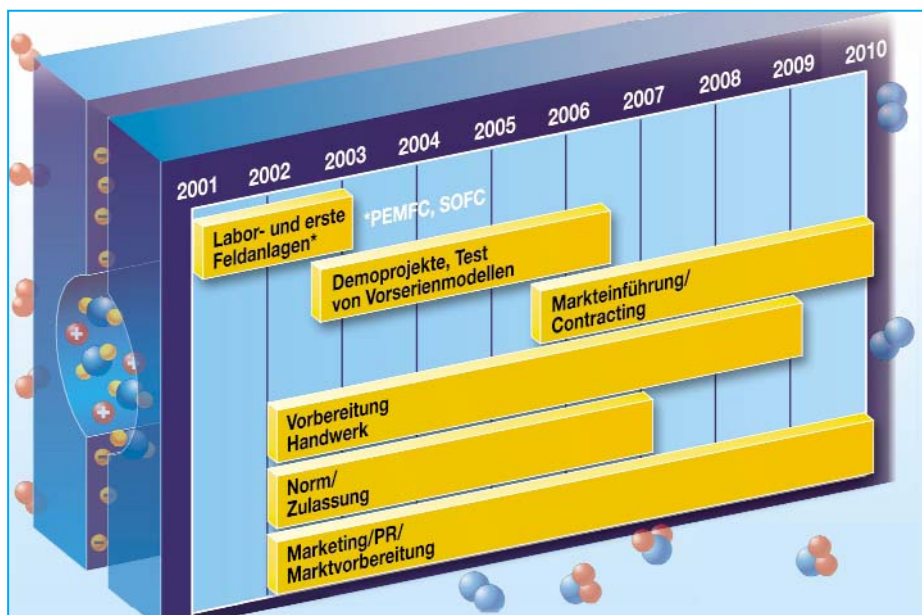 2001 2002 2003 2004 2005 2006 2007 2008 2009 2010
Labor- und erste
Feldanlagen*
*PEMFC, SOFC
Demoprojekte, Test
von Vorserienmodellen
Markteinführung/
Contracting
Vorbereitung
Handwerk
Norm/
Zulassung
Marketing/PR/
Marktvorbereitung